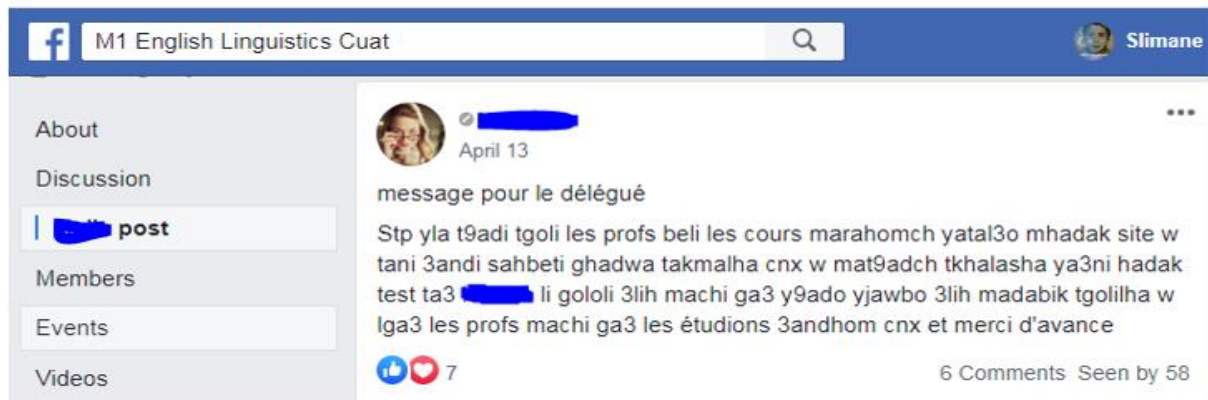 f M1 English Linguistics Cuat Slimane
April 13
About
Discussion
post
Members
Events
Videos
message pour le délégué
Stp yla t9adi tgoli les profs beli les cours marahomch yatal3o mhadak site w
tani 3andi sahbeti ghadwa takmalha cnx w mat9adch tkhalasha ya3ni hadak
test ta3 li gololi 3lih machi ga3 y9ado yjawbo 3lih madabik tgolilha w
lga3 les profs machi ga3 les étudions 3andhom cnx et merci d'avance
7
6 Comments Seen by 58